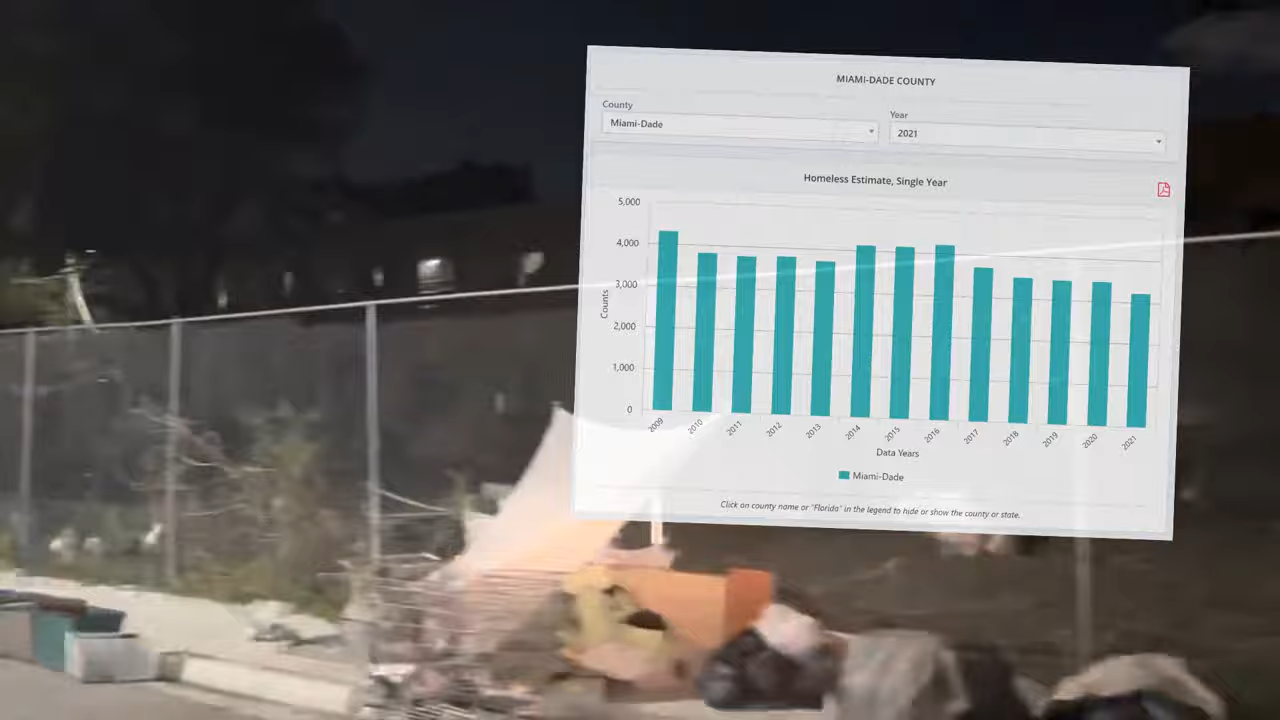 MIAMI-DADE COUNTY
County
Year
Miami-Dade
2021
Homeless Estimate, Single Year
5,000
4,000
3,000
2,000
1,000
0
Counts
2009
2010
2011
2012
2013
2014
2015
2016
2017
2018
2019
2020
2021
Data Years
Miami-Dade
Click on county name or "Florida" in the legend to hide or show the county or state.